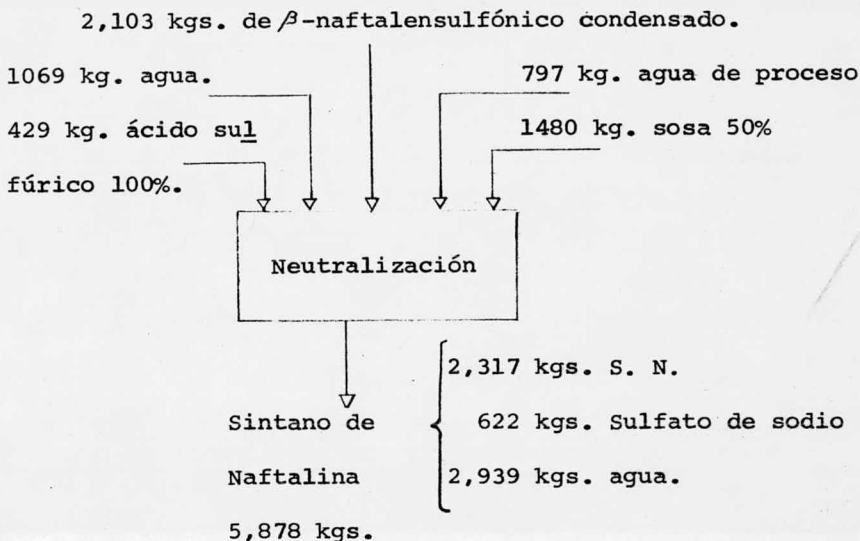 2,103 kgs. de β-naftalensulfónico condensado.
1069 kg. agua.
797 kg. agua de proceso
429 kg. ácido sul
1480 kg. sosa 50%
fúrico 100%.
Neutralización
2,317 kgs. S. N.
Sintano de
622 kgs. Sulfato de sodio
Naftalina
2,939 kgs. agua.
5,878 kgs.